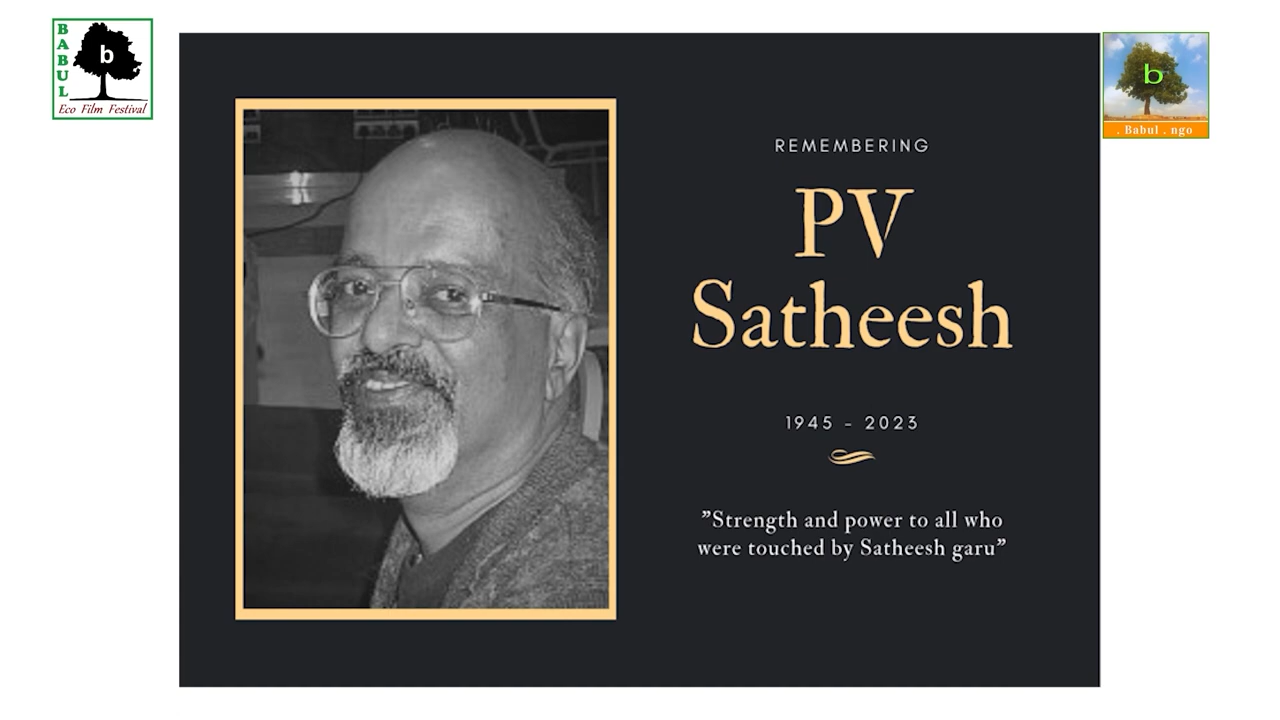 BABUL
b
Eco Film Festival
b
. Babul . ngo
REMEMBERING
PV
Satheesh
1945 - 2023
”Strength and power to all who
were touched by Satheesh garu”